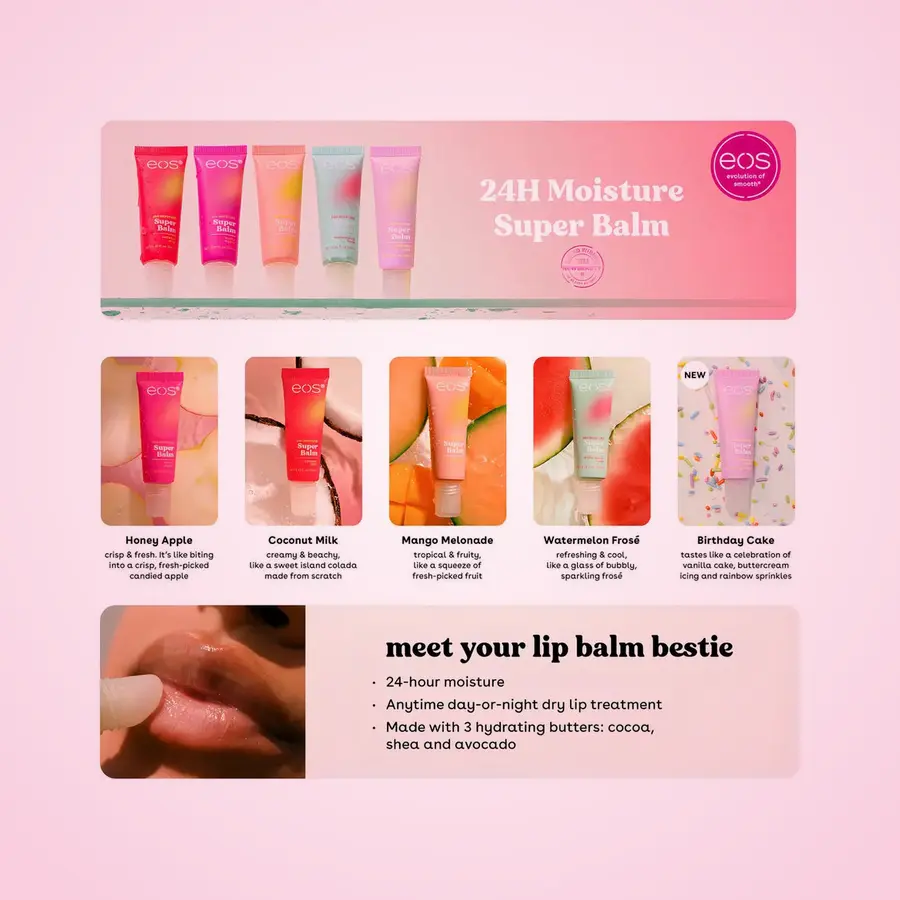 eos®
eos®
eos®
eos®
eos®
Super
Balm
Super
Balm
Super
Balm
Super
Balm
24H Moisture
Super Balm
eos
evolution of
smooth®
eos®
Super
Balm
eos®
Super
Balm
eos®
Super
Balm
eos®
NEW
Honey Apple
crisp & fresh. It's like biting
into a crisp, fresh-picked
candied apple
Coconut Milk
creamy & beachy,
like a sweet island colada
made from scratch
Mango Melonade
tropical & fruity,
like a squeeze of
fresh-picked fruit
Watermelon Frosé
refreshing & cool,
like a glass of bubbly,
sparkling frosé
Birthday Cake
tastes like a celebration of
vanilla cake, buttercream
icing and rainbow sprinkles
meet your lip balm bestie
· 24-hour moisture
· Anytime day-or-night dry lip treatment
· Made with 3 hydrating butters: cocoa,
shea and avocado